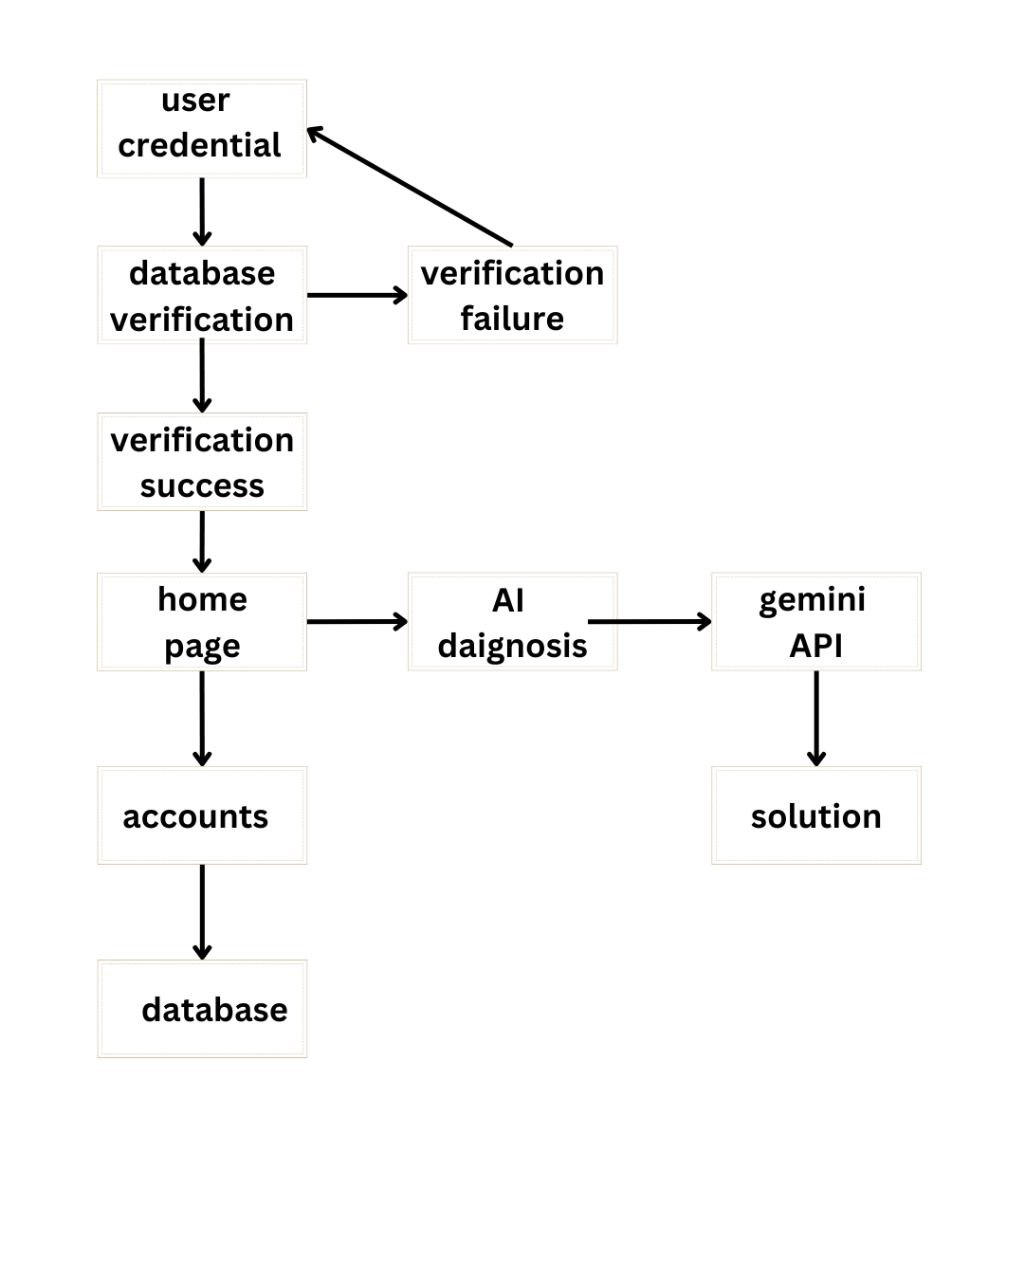 user
credential
database
verification
verification
failure
verification
success
home
page
AI
daignosis
gemini
API
accounts
solution
database